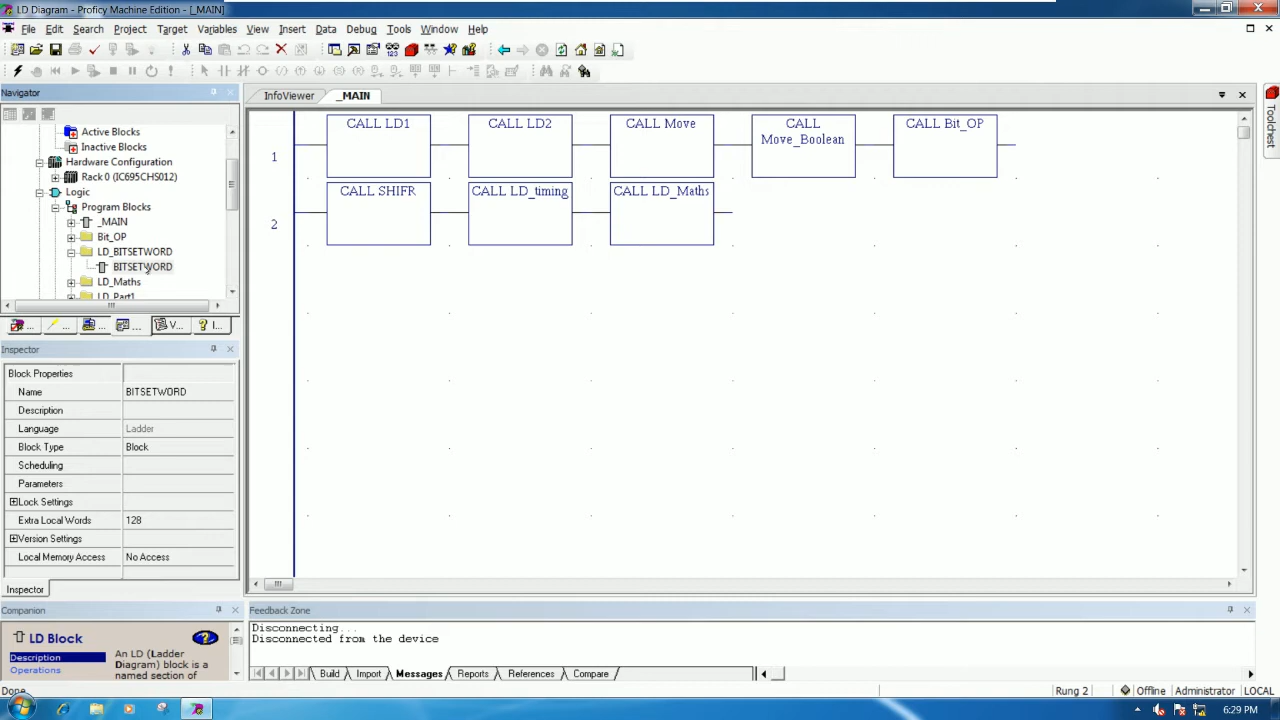 LD Diagram - Proficy Machine Edition - [_MAIN]
File Edit Search Project Target Variables View Insert Data Debug Tools Window Help
Navigator
InfoViewer
_MAIN
Toolchest
Active Blocks
Inactive Blocks
Hardware Configuration
Rack 0 (IC695CHS012)
Logic
Program Blocks
_MAIN
Bit_OP
LD_BITSETWORD
BITSETWORD
LD_Maths
LD_Part1
V...
I...
1
CALL LD1
CALL LD2
CALL Move
CALL
Move_Boolean
CALL Bit_OP
2
CALL SHIFR
CALL LD_timing
CALL LD_Maths
Inspector
Block Properties
Name BITSETWORD
Description
Language Ladder
Block Type Block
Scheduling
Parameters
Lock Settings
Extra Local Words 128
Version Settings
Local Memory Access No Access
Inspector
Companion
LD Block
Description
Operations
An LD (Ladder
Diagram) block is a
named section of
Feedback Zone
Disconnecting...
Disconnected from the device
Build Import Messages Reports References Compare
Done
Rung 2 Offline Administrator LOCAL
6:29 PM